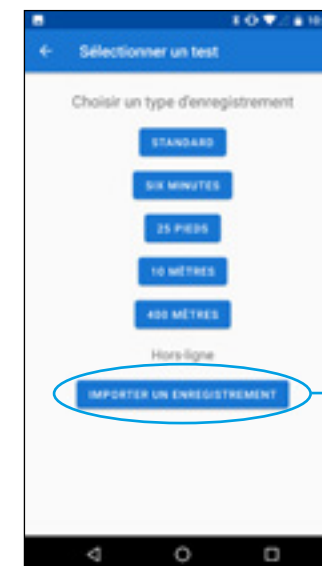 10
Sélectionner un test
Choisir un type d'enregistrement
STANDARD
SIX MINUTES
25 PIEDS
10 MÈTRES
400 MÈTRES
Hors-ligne
IMPORTER UN ENREGISTREMENT